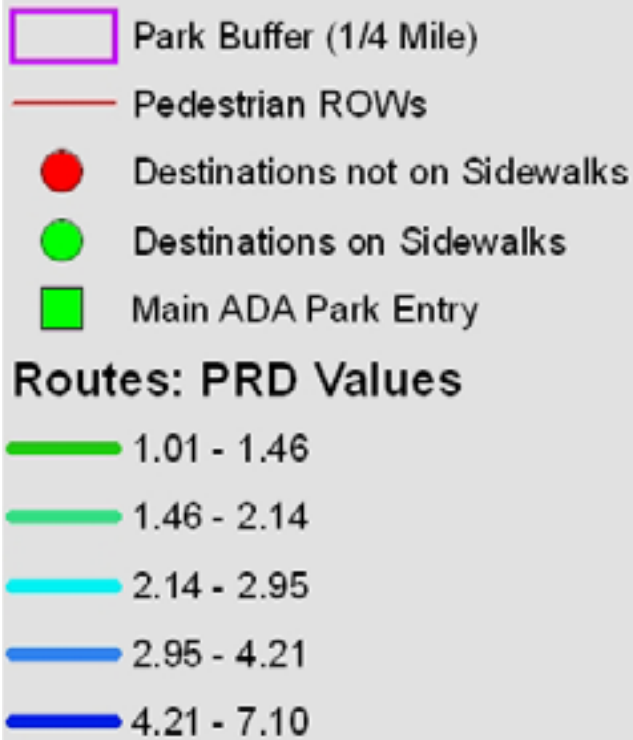 Park Buffer (1/4 Mile)
Pedestrian ROWs
Destinations not on Sidewalks
Destinations on Sidewalks
Main ADA Park Entry
Routes: PRD Values
1.01 - 1.46
1.46 - 2.14
2.14 - 2.95
2.95 - 4.21
4.21 - 7.10